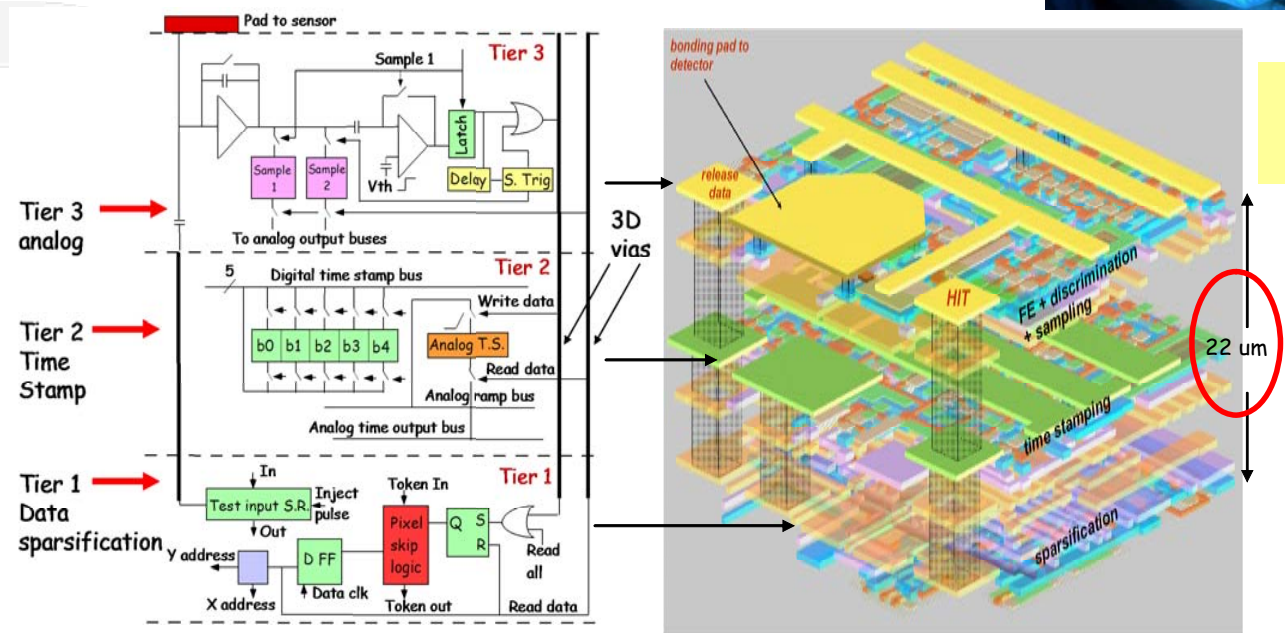 Pad to sensor
Tier 3
Sample 1
Latch
Sample
1
Sample
2
Vth
Delay
S. Trig
To analog output buses
Tier 3
analog
3D
vias
5
Digital time stamp bus
Tier 2
Write data
b0 b1 b2 b3 b4
Analog T.S.
Read data
Analog ramp bus
Analog time output bus
Tier 2
Time
Stamp
Tier 1
In
Token In
Test input S.R.
Inject
pulse
Out
Pixel
skip
logic
Q S
R
Read
all
Y address
D FF
Data clk
X address
Token out
Read data
Tier 1
Data
sparsification
bonding pad to
detector
release
data
HIT
FE + discrimination
+ sampling
22 um
time stamping
sparsification